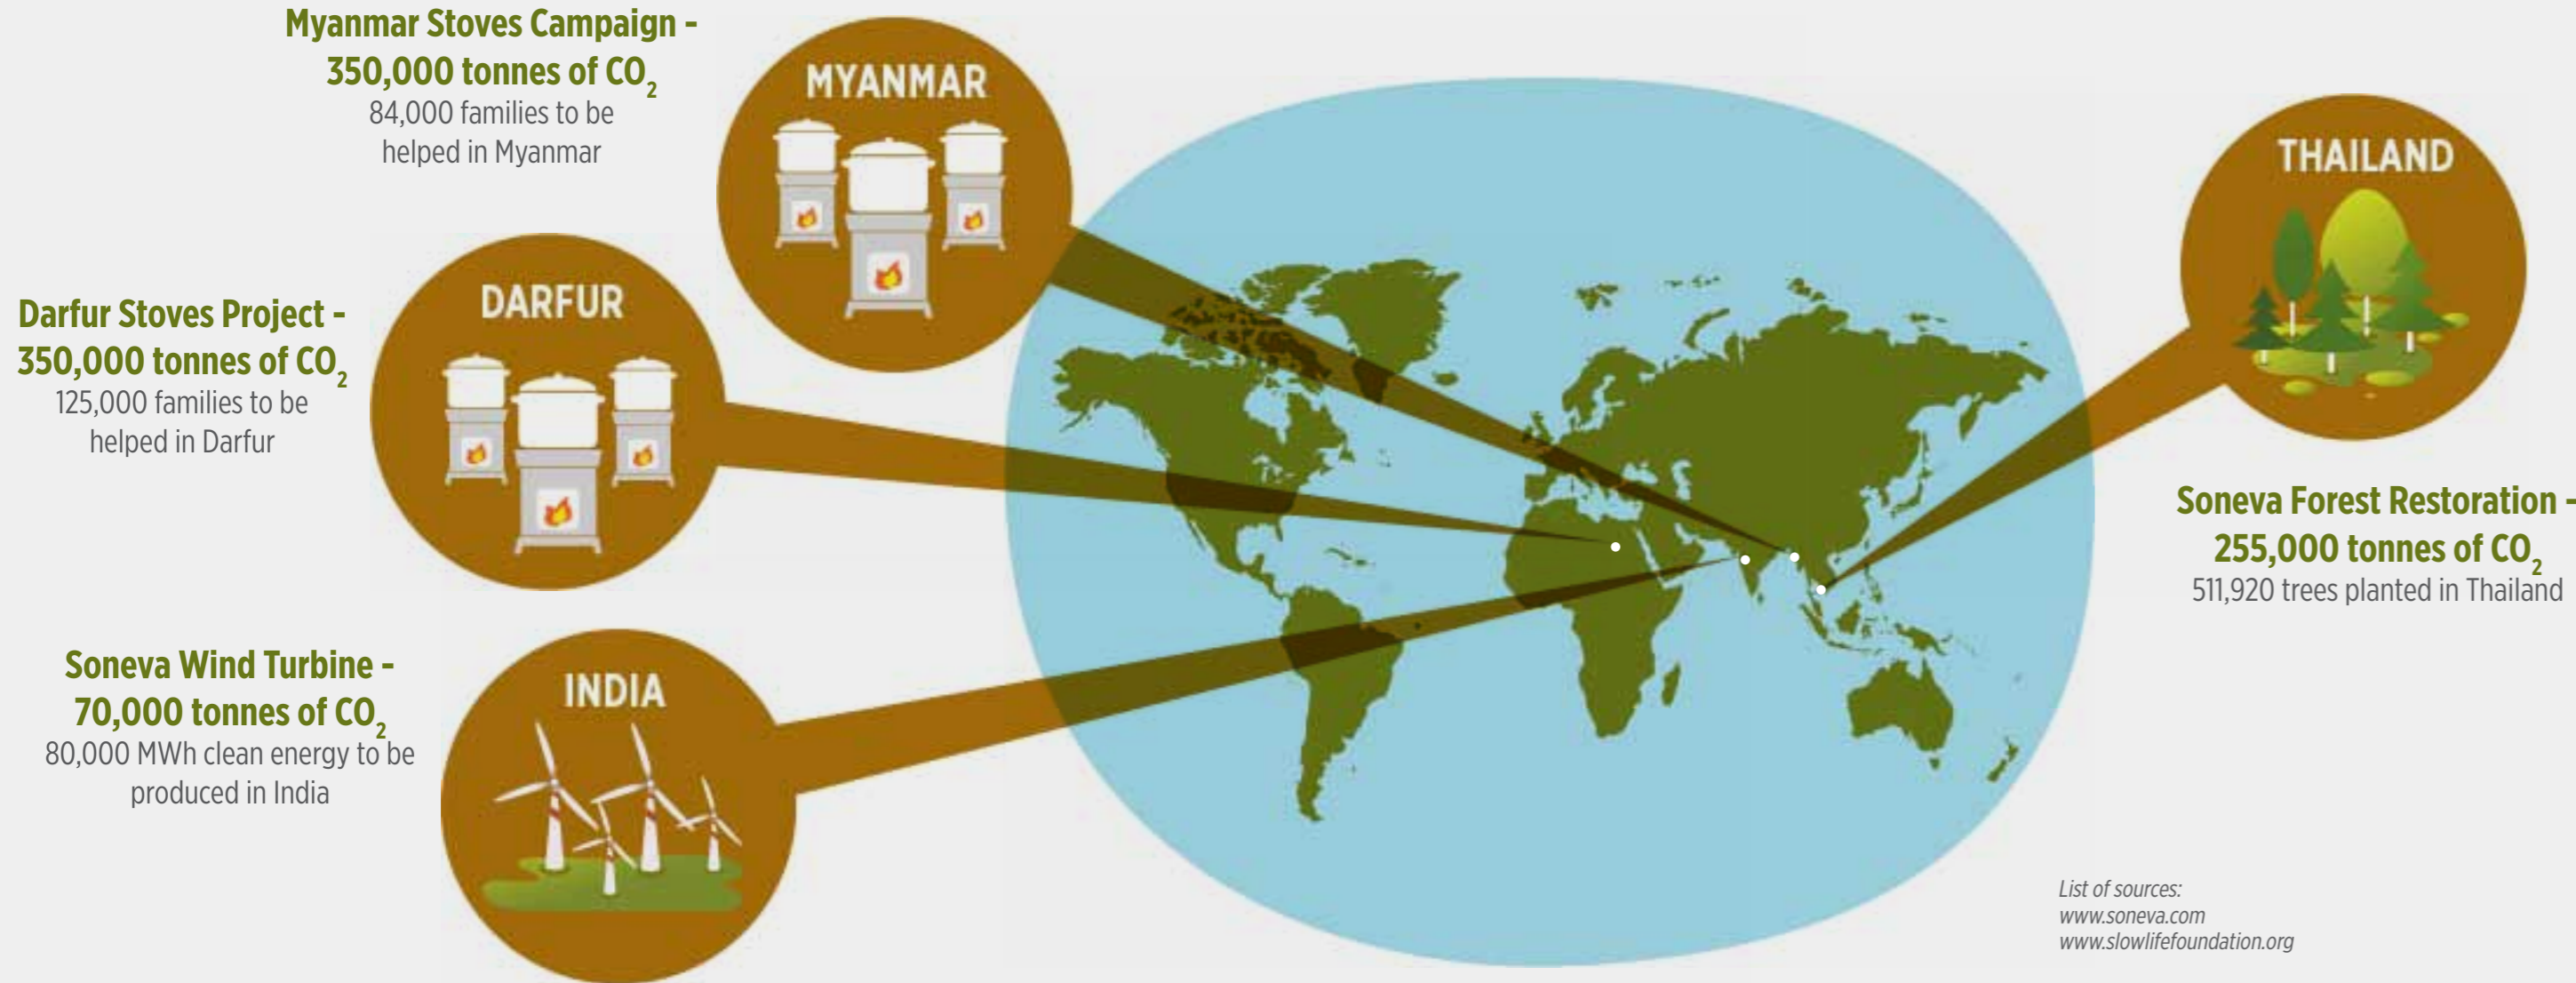 Myanmar Stoves Campaign -
350,000 tonnes of CO₂
84,000 families to be
helped in Myanmar
MYANMAR
Darfur Stoves Project -
350,000 tonnes of CO₂
125,000 families to be
helped in Darfur
DARFUR
Soneva Wind Turbine -
70,000 tonnes of CO₂
80,000 MWh clean energy to be
produced in India
INDIA
THAILAND
Soneva Forest Restoration -
255,000 tonnes of CO₂
511,920 trees planted in Thailand
List of sources:
www.soneva.com
www.slowlifefoundation.org